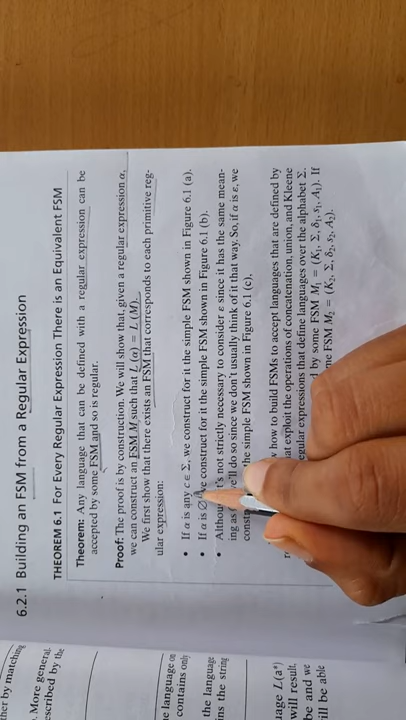 6.2.1 Building an FSM from a Regular Expression
THEOREM 6.1 For Every Regular Expression There is an Equivalent FSM
Theorem: Any language that can be defined with a regular expression can be
accepted by some FSM and so is regular.
Proof: The proof is by construction. We will show that, given a regular expression α,
we can construct an FSM M such that L (α) = L (M).
We first show that there exists an FSM that corresponds to each primitive reg-
ular expression:
• If α is any c ∈ Σ, we construct for it the simple FSM shown in Figure 6.1 (a).
• If α is ∅, we construct for it the simple FSM shown in Figure 6.1 (b).
• Althou t's not strictly necessary to consider ε since it has the same mean-
ing as we'll do so since we don't usually think of it that way. So, if α is ε, we
const the simple FSM shown in Figure 6.1 (c),
how to build FSMs to accept languages that are defined by
at exploit the operations of concatenation, union, and Kleene
egular expressions that define languages over the alphabet Σ.
d by some FSM M₁ = (K₁, Σ, δ₁, s₁, A₁). If
me FSM M₂ = (K₂, Σ, δ₂, s₂, A₂).
her by matching
. More general
escribed by the
he language on
contains only
the language
ins the string
uage L(a*)
will result.
be and we
ill be able